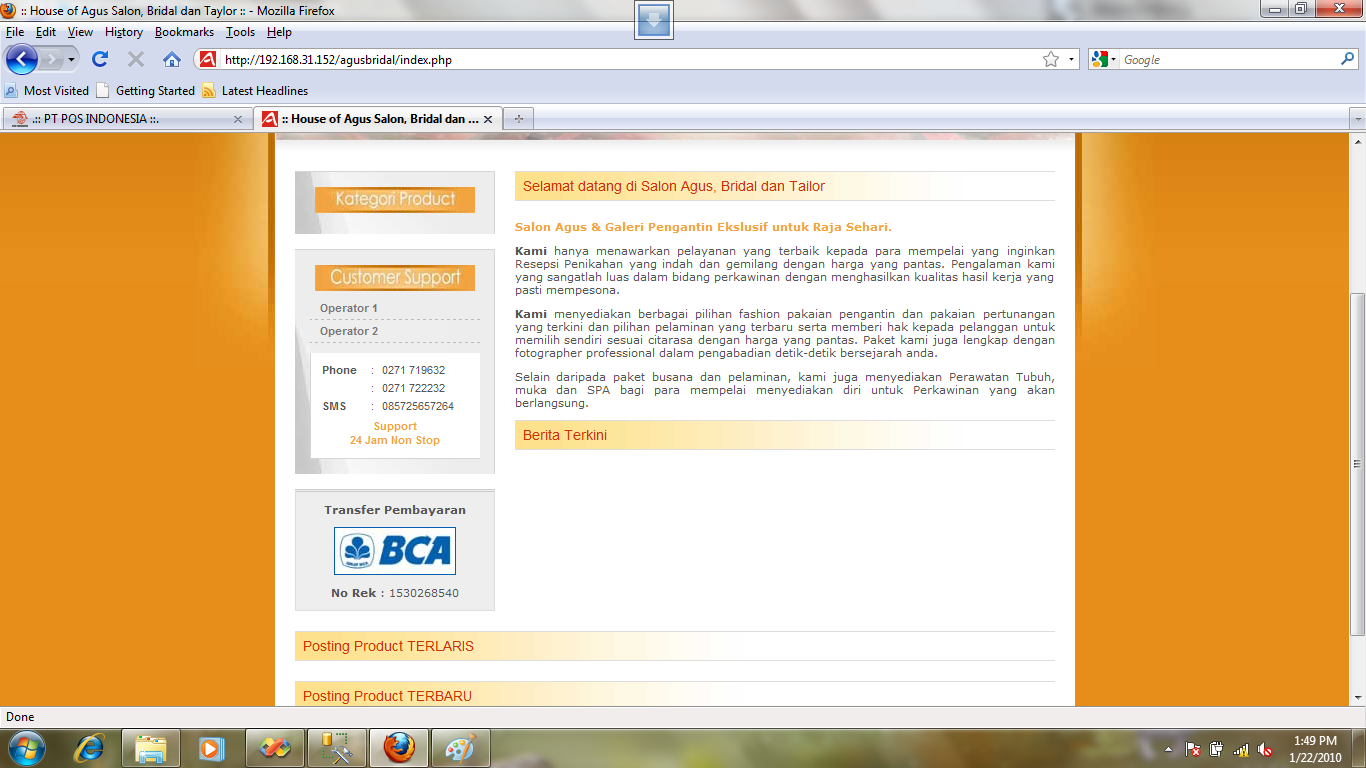 :: House of Agus Salon, Bridal dan Taylor :: - Mozilla Firefox
File Edit View History Bookmarks Tools Help
http://192.168.31.152/agusbridal/index.php
Google
Most Visited Getting Started Latest Headlines
.:: PT POS INDONESIA ::.
:: House of Agus Salon, Bridal dan ...
Kategori Product
Customer Support
Operator 1
Operator 2
Phone : 0271 719632
: 0271 722232
SMS : 085725657264
Support
24 Jam Non Stop
Transfer Pembayaran
BCA
No Rek : 1530268540
Selamat datang di Salon Agus, Bridal dan Tailor
Salon Agus & Galeri Pengantin Ekslusif untuk Raja Sehari.
Kami hanya menawarkan pelayanan yang terbaik kepada para mempelai yang inginkan
Resepsi Penikahan yang indah dan gemilang dengan harga yang pantas. Pengalaman kami
yang sangatlah luas dalam bidang perkawinan dengan menghasilkan kualitas hasil kerja yang
pasti mempesona.
Kami menyediakan berbagai pilihan fashion pakaian pengantin dan pakaian pertunangan
yang terkini dan pilihan pelaminan yang terbaru serta memberi hak kepada pelanggan untuk
memilih sendiri sesuai citarasa dengan harga yang pantas. Paket kami juga lengkap dengan
fotographer professional dalam pengabadian detik-detik bersejarah anda.
Selain daripada paket busana dan pelaminan, kami juga menyediakan Perawatan Tubuh,
muka dan SPA bagi para mempelai menyediakan diri untuk Perkawinan yang akan
berlangsung.
Berita Terkini
Posting Product TERLARIS
Posting Product TERBARU
Done
1:49 PM
1/22/2010